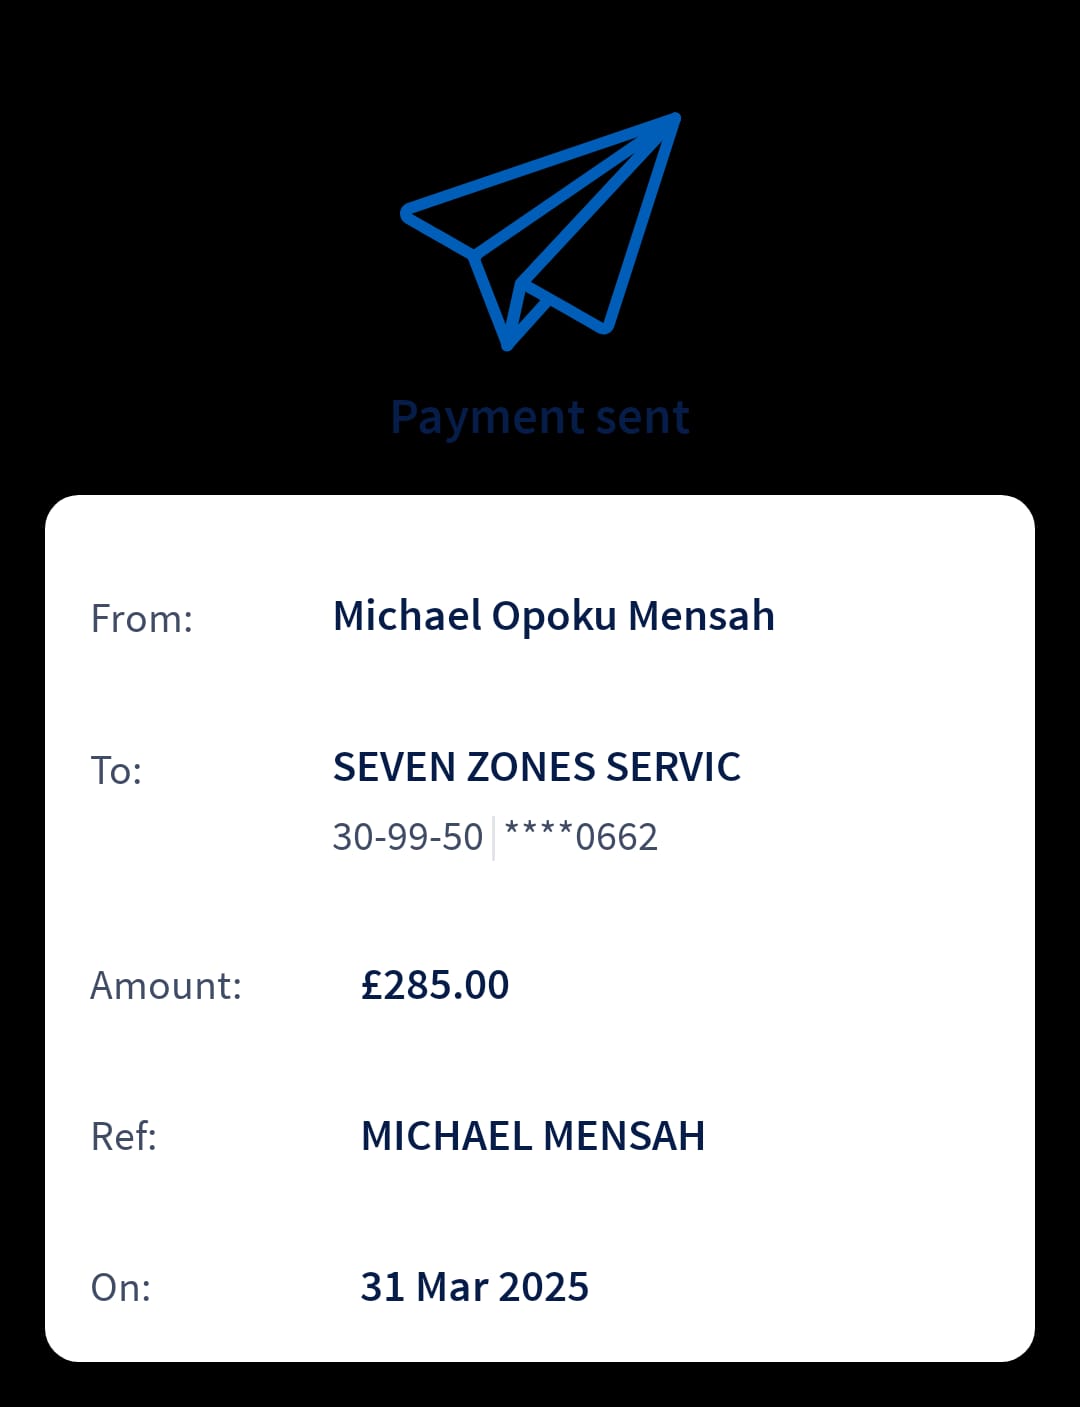 Payment sent
From: Michael Opoku Mensah
To: SEVEN ZONES SERVIC
30-99-50 ****0662
Amount: £285.00
Ref: MICHAEL MENSAH
On: 31 Mar 2025